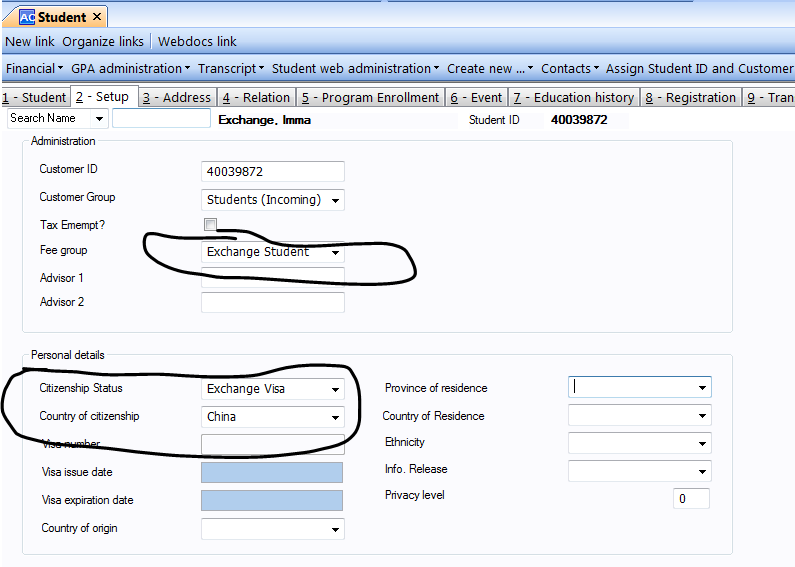 AC Student ×
New link Organize links Webdocs link
Financial GPA administration Transcript Student web administration Create new ... Contacts Assign Student ID and Customer
1 - Student 2 - Setup 3 - Address 4 - Relation 5 - Program Enrollment 6 - Event 7 - Education history 8 - Registration 9 - Tran
Search Name Exchange, Imma Student ID 40039872
Administration
Customer ID 40039872
Customer Group Students (Incoming)
Tax Emempt?
Fee group Exchange Student
Advisor 1
Advisor 2
Personal details
Citizenship Status Exchange Visa Province of residence
Country of citizenship China Country of Residence
Visa number Ethnicity
Visa issue date Info. Release
Visa expiration date Privacy level 0
Country of origin